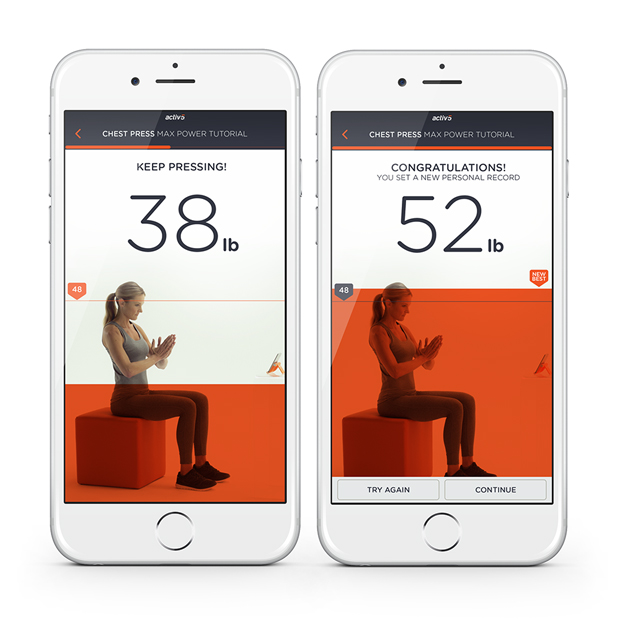 activ5
CHEST PRESS MAX POWER TUTORIAL
KEEP PRESSING!
38 lb
48
activ5
CHEST PRESS MAX POWER TUTORIAL
CONGRATULATIONS!
YOU SET A NEW PERSONAL RECORD
52 lb
NEW
BEST
48
TRY AGAIN
CONTINUE